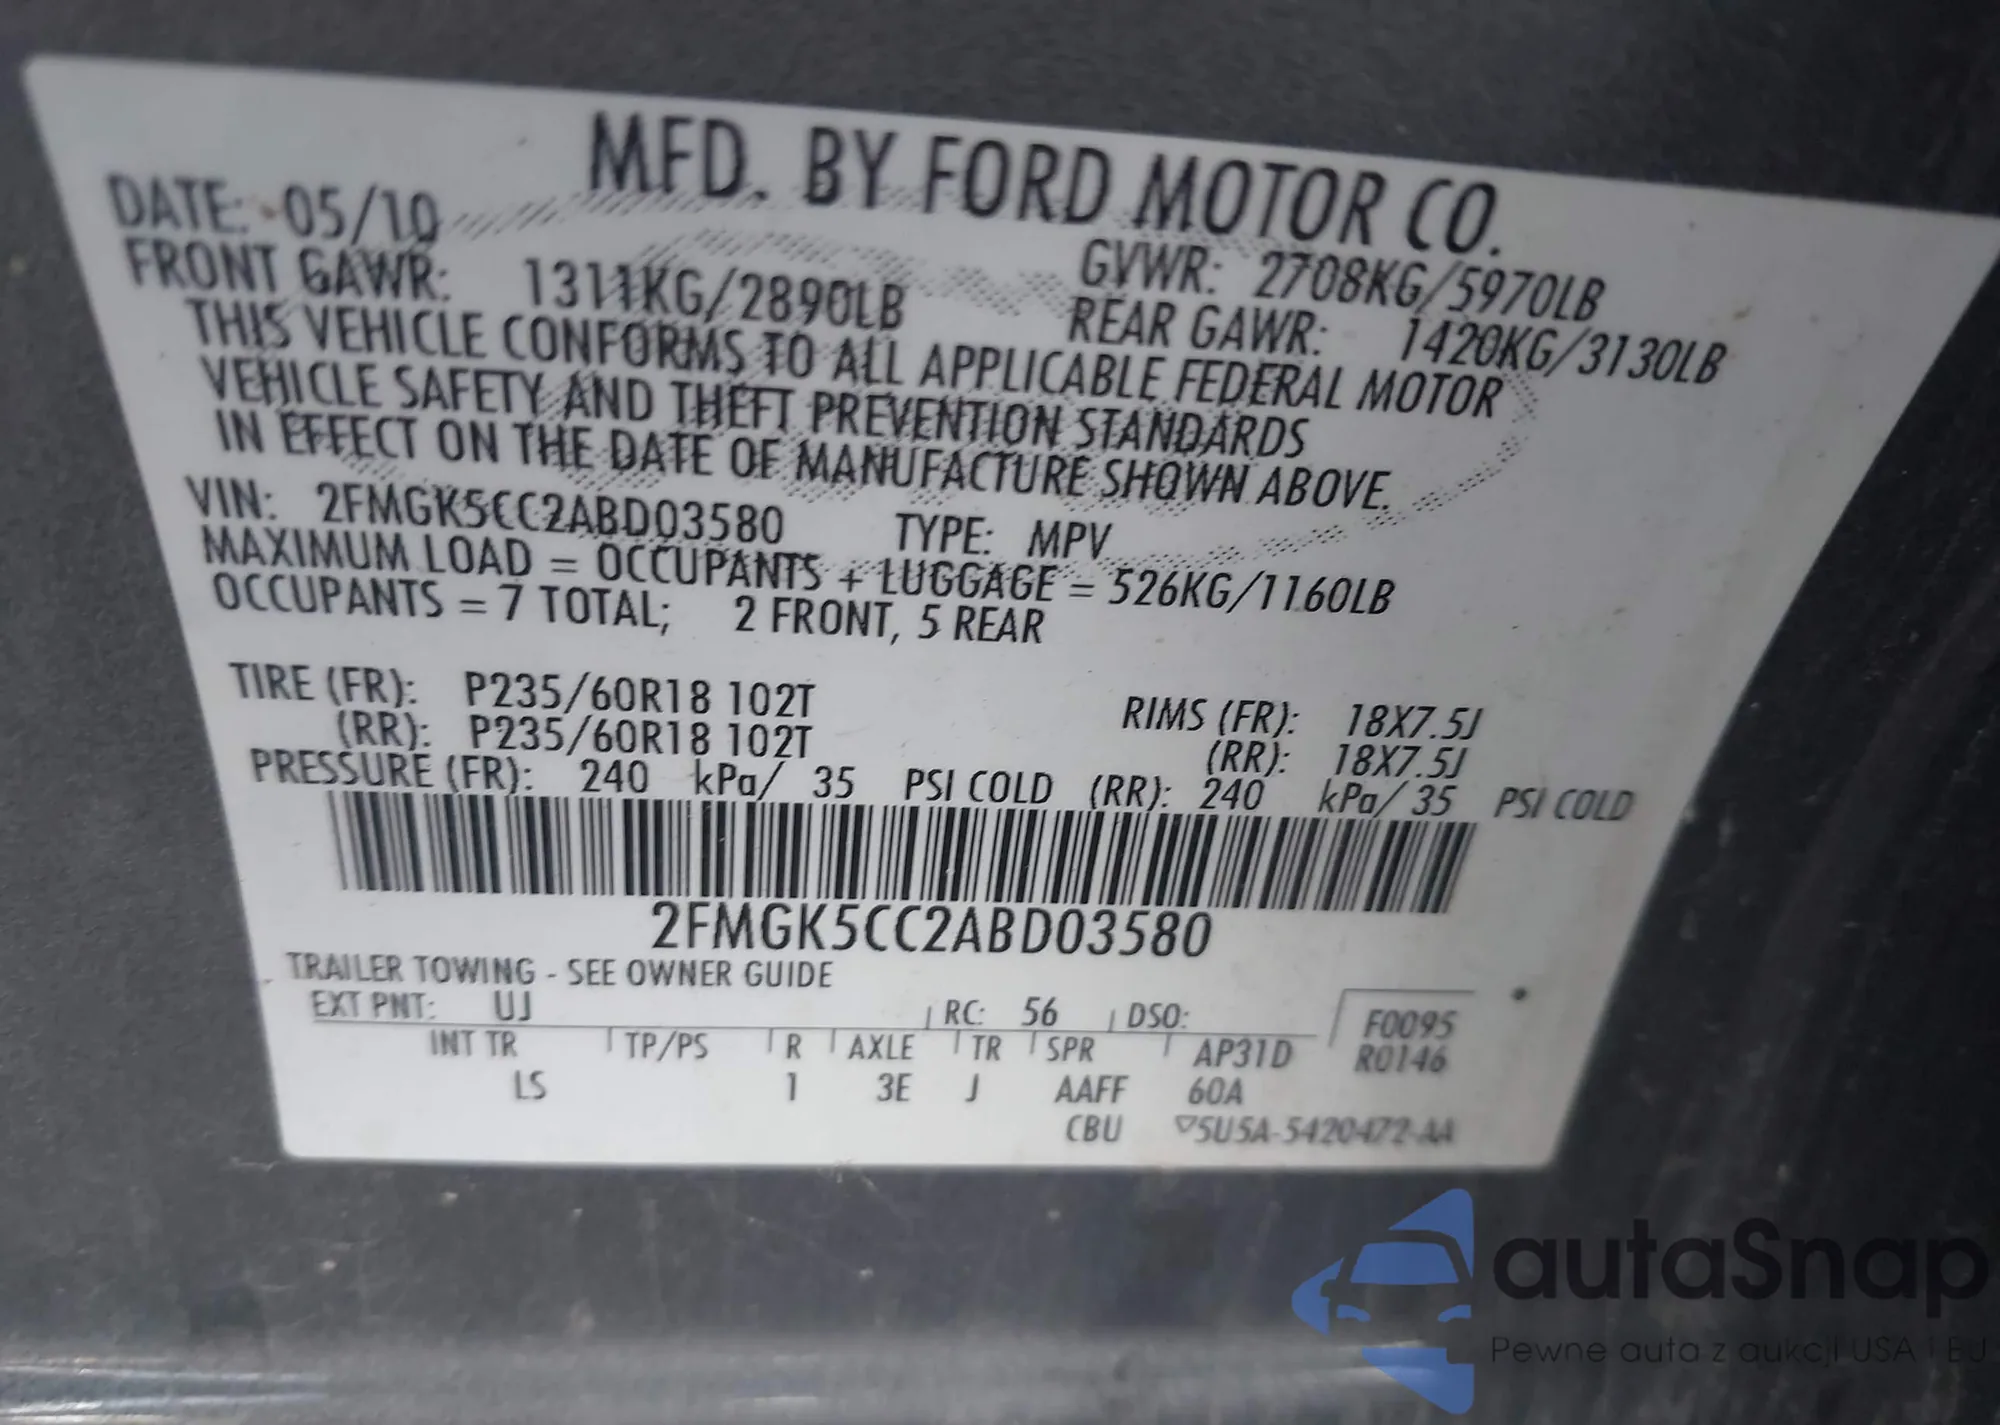 MFD. BY FORD MOTOR CO.
DATE: 05/10
GVWR: 2708KG/5970LB
FRONT GAWR: 1311KG/2890LB
REAR GAWR: 1420KG/3130LB
THIS VEHICLE CONFORMS TO ALL APPLICABLE FEDERAL MOTOR
VEHICLE SAFETY AND THEFT PREVENTION STANDARDS
IN EFFECT ON THE DATE OF MANUFACTURE SHOWN ABOVE.
VIN: 2FMGK5CC2ABD03580 TYPE: MPV
MAXIMUM LOAD = OCCUPANTS + LUGGAGE = 526KG/1160LB
OCCUPANTS = 7 TOTAL; 2 FRONT, 5 REAR
TIRE (FR): P235/60R18 102T RIMS (FR): 18X7.5J
(RR): P235/60R18 102T (RR): 18X7.5J
PRESSURE (FR): 240 kPa/ 35 PSI COLD (RR): 240 kPa/ 35 PSI COLD
2FMGK5CC2ABD03580
TRAILER TOWING - SEE OWNER GUIDE
EXT PNT: UJ RC: 56 DSO: F0095
INT TR TP/PS R AXLE TR SPR AP31D R0146
LS 1 3E J AAFF 60A
CBU ▽5U5A-5420472-AA
autaSnap
Pewne auta z aukcji USA i EU